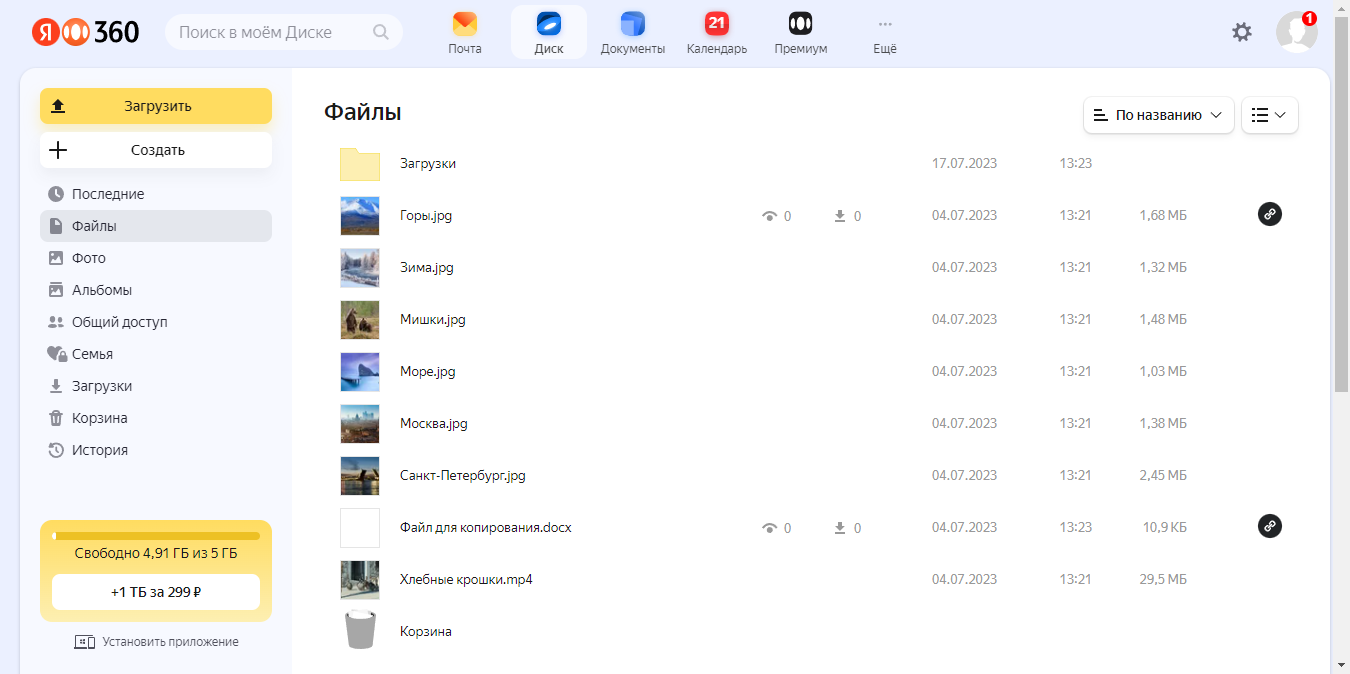 Я 360
Поиск в моём Диске
Почта
Диск
Документы
21
Календарь
Премиум
Ещё
1
Загрузить
Создать
Последние
Файлы
Фото
Альбомы
Общий доступ
Семья
Загрузки
Корзина
История
Свободно 4,91 ГБ из 5 ГБ
+1 ТБ за 299 ₽
Установить приложение
Файлы
По названию
Загрузки 17.07.2023 13:23
Горы.jpg 0 0 04.07.2023 13:21 1,68 МБ
Зима.jpg 04.07.2023 13:21 1,32 МБ
Мишки.jpg 04.07.2023 13:21 1,48 МБ
Море.jpg 04.07.2023 13:21 1,03 МБ
Москва.jpg 04.07.2023 13:21 1,38 МБ
Санкт-Петербург.jpg 04.07.2023 13:21 2,45 МБ
Файл для копирования.docx 0 0 04.07.2023 13:23 10,9 КБ
Хлебные крошки.mp4 04.07.2023 13:21 29,5 МБ
Корзина